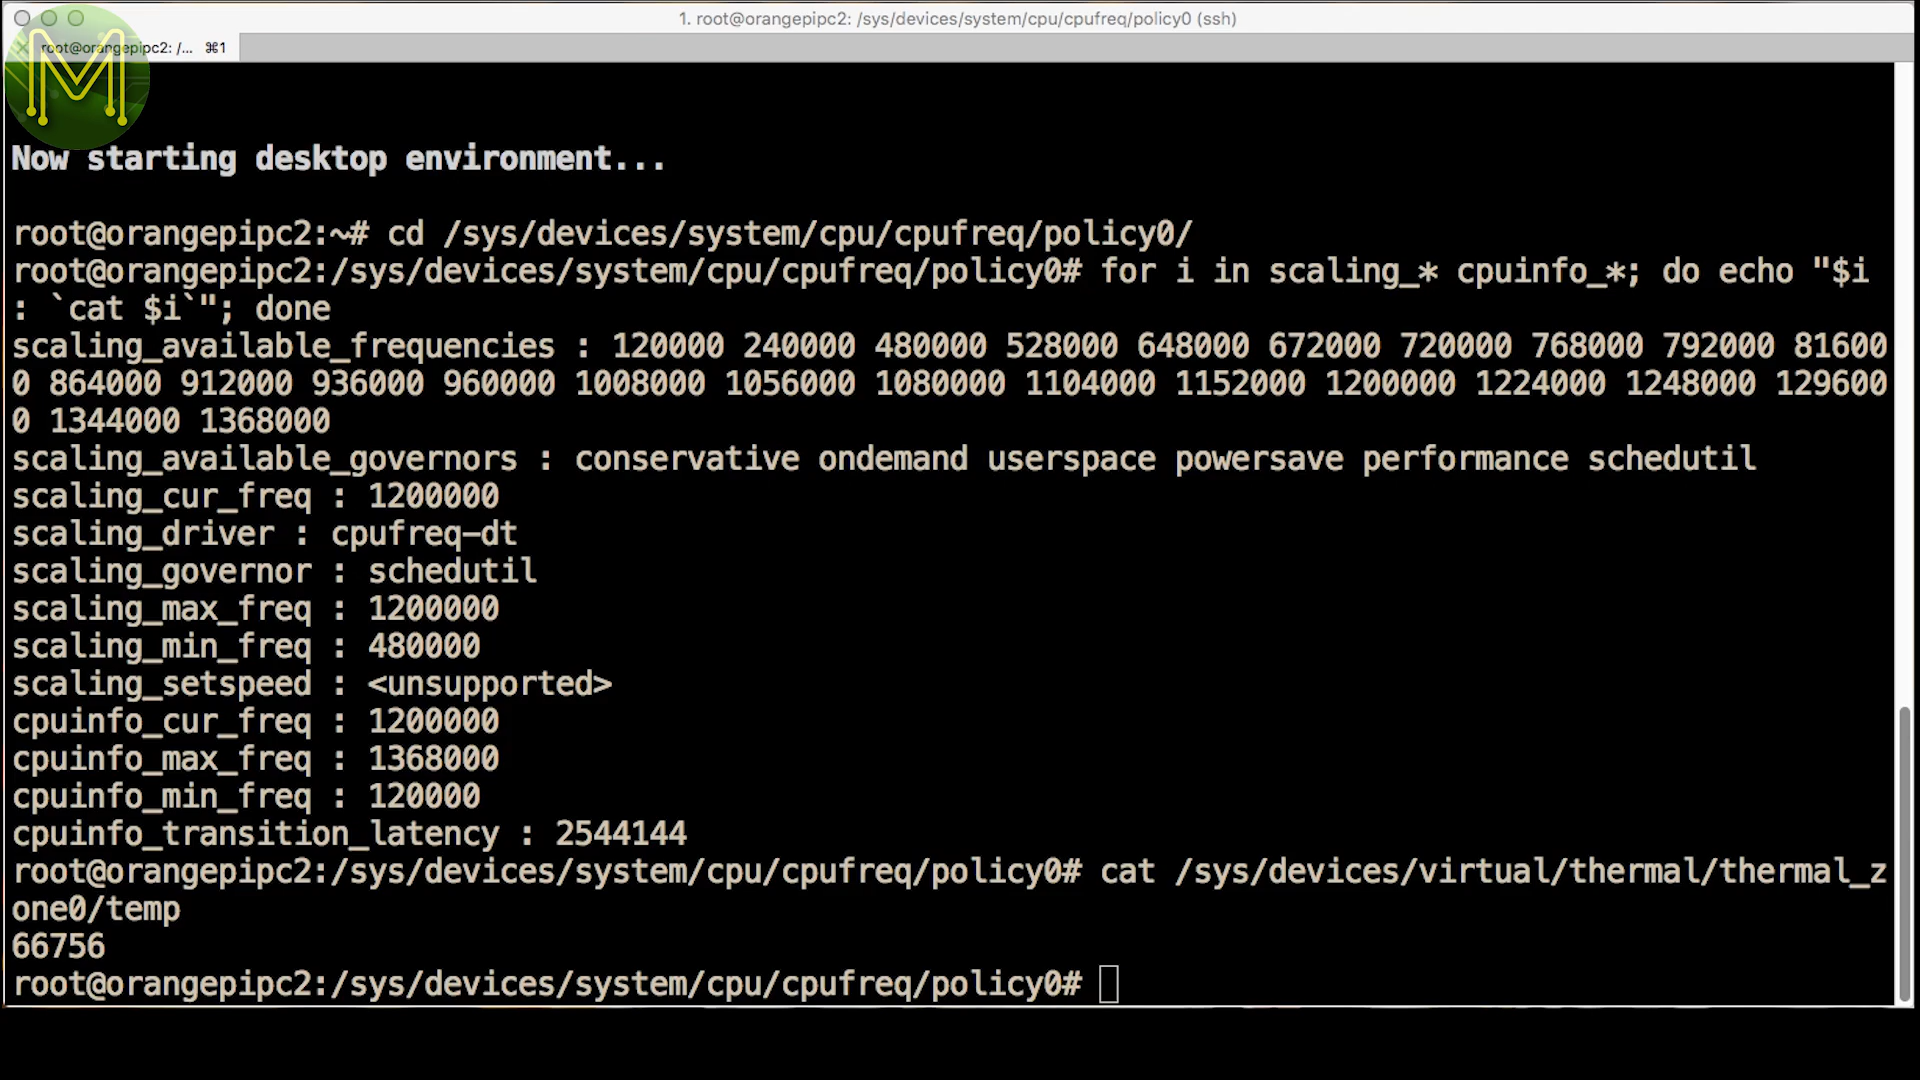 1. root@orangepipc2: /sys/devices/system/cpu/cpufreq/policy0 (ssh)
root@orangepipc2: /... ⌘1
M
Now starting desktop environment...
root@orangepipc2:~# cd /sys/devices/system/cpu/cpufreq/policy0/
root@orangepipc2:/sys/devices/system/cpu/cpufreq/policy0# for i in scaling_* cpuinfo_*; do echo "$i
: `cat $i`"; done
scaling_available_frequencies : 120000 240000 480000 528000 648000 672000 720000 768000 792000 81600
0 864000 912000 936000 960000 1008000 1056000 1080000 1104000 1152000 1200000 1224000 1248000 129600
0 1344000 1368000
scaling_available_governors : conservative ondemand userspace powersave performance schedutil
scaling_cur_freq : 1200000
scaling_driver : cpufreq-dt
scaling_governor : schedutil
scaling_max_freq : 1200000
scaling_min_freq : 480000
scaling_setspeed : <unsupported>
cpuinfo_cur_freq : 1200000
cpuinfo_max_freq : 1368000
cpuinfo_min_freq : 120000
cpuinfo_transition_latency : 2544144
root@orangepipc2:/sys/devices/system/cpu/cpufreq/policy0# cat /sys/devices/virtual/thermal/thermal_z
one0/temp
66756
root@orangepipc2:/sys/devices/system/cpu/cpufreq/policy0#